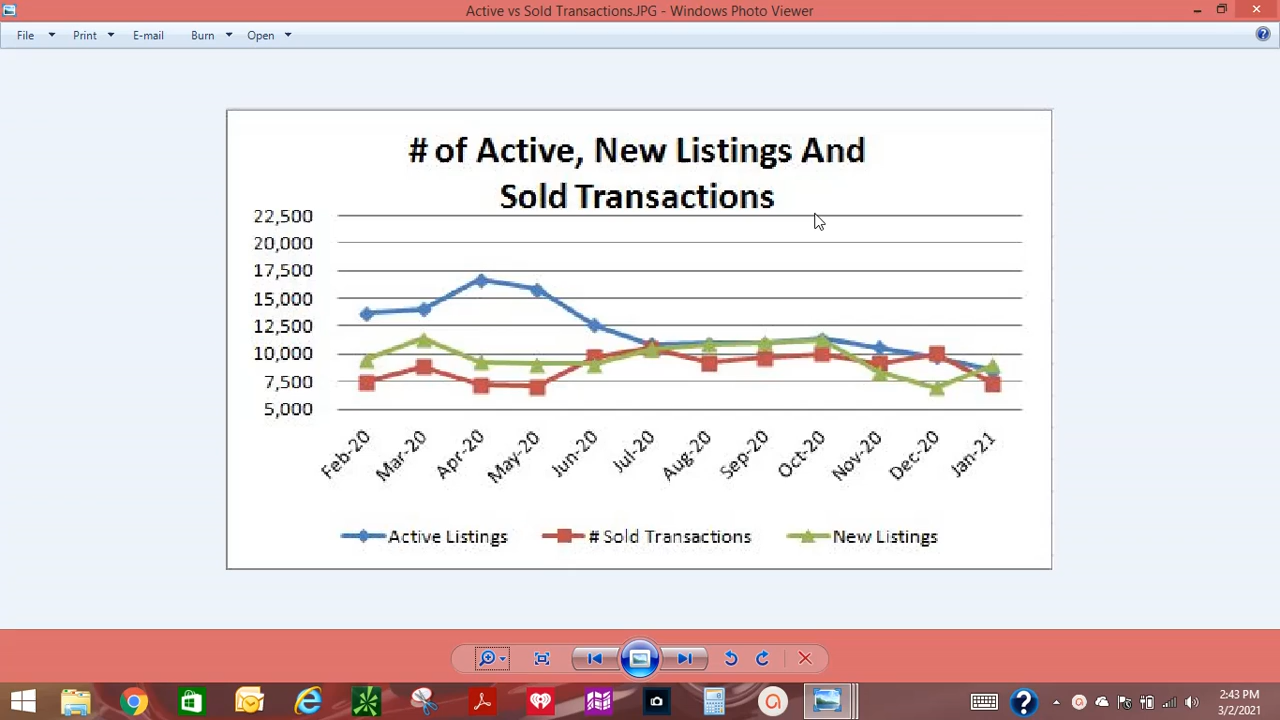 Active vs Sold Transactions.JPG - Windows Photo Viewer
File Print E-mail Burn Open
# of Active, New Listings And
Sold Transactions
22,500
20,000
17,500
15,000
12,500
10,000
7,500
5,000
Feb-20 Mar-20 Apr-20 May-20 Jun-20 Jul-20 Aug-20 Sep-20 Oct-20 Nov-20 Dec-20 Jan-21
Active Listings # Sold Transactions New Listings
2:43 PM
3/2/2021